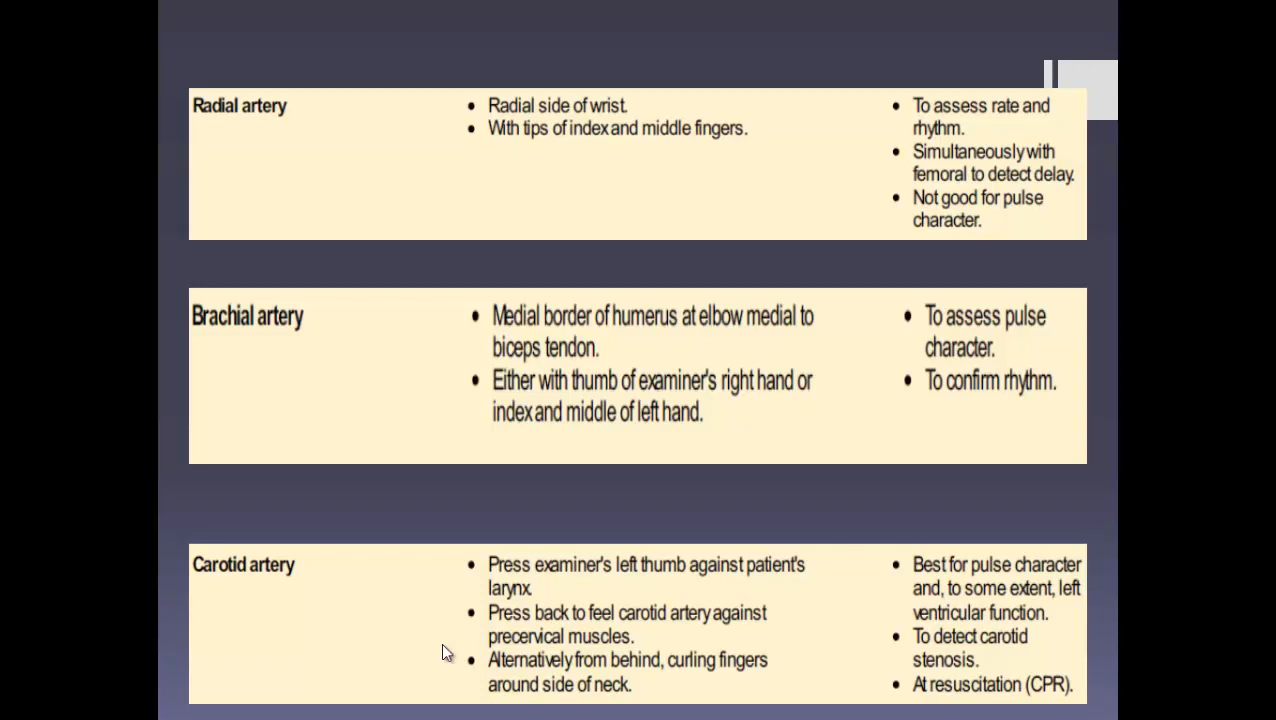 Radial artery
• Radial side of wrist.
• With tips of index and middle fingers.
• To assess rate and
rhythm.
• Simultaneously with
femoral to detect delay.
• Not good for pulse
character.
Brachial artery
• Medial border of humerus at elbow medial to
biceps tendon.
• Either with thumb of examiner's right hand or
index and middle of left hand.
• To assess pulse
character.
• To confirm rhythm.
Carotid artery
• Press examiner's left thumb against patient's
larynx.
• Press back to feel carotid artery against
precervical muscles.
• Alternatively from behind, curling fingers
around side of neck.
• Best for pulse character
and, to some extent, left
ventricular function.
• To detect carotid
stenosis.
• At resuscitation (CPR).